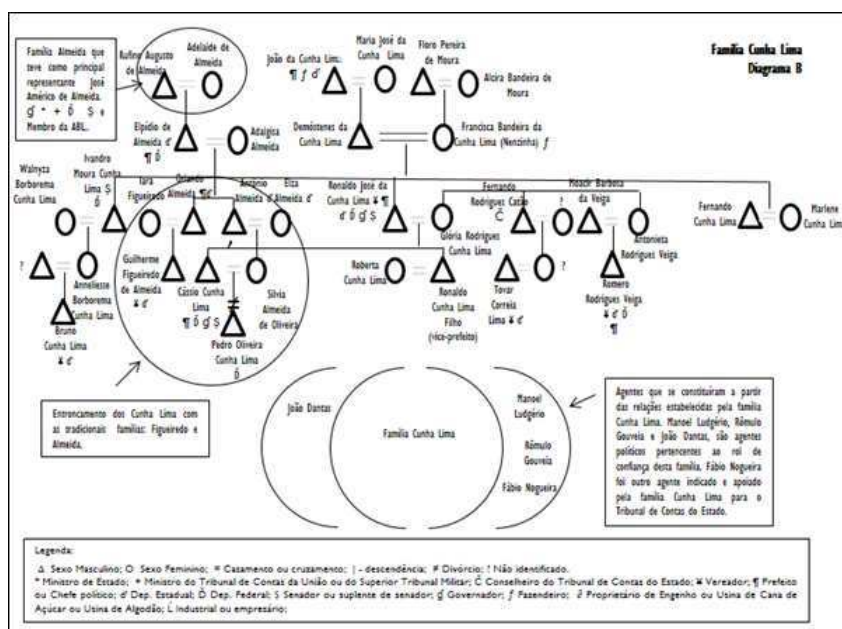 Família Cunha Lima
Diagrama B
Família Almeida que
teve como principal
representante José
Américo de Almeida.
ɠ * + Ď $ e
Membro da ABL.
Rufino Augusto
de Almeida
Adelaide de
Almeida
João da Cunha Lima
¶ ƒ ɗ
Maria José da
Cunha Lima
Floro Pereira
de Moura
Alcira Bandeira de
Moura
Elpídio de
Almeida ɗ
¶ Ď
Adalgisa
Almeida
Demóstenes da
Cunha Lima
Francisca Bandeira da
Cunha Lima (Nenzinha) ƒ
Walnyza
Borborema
Cunha Lima
Ivandro
Moura Cunha
Lima $
Ď
Iara
Figueiredo
Orlando
Almeida ¶ɗ
Antônio
Almeida ɗ
Elza
Almeida ɗ
Ronaldo José da
Cunha Lima ¥ ¶
ɗ Ď ɠ $
Glória Rodrigues
Cunha Lima
Fernando
Rodrigues Catão
Č
?
Moacir Barbosa
da Veiga
Antonieta
Rodrigues Veiga
Fernando
Cunha Lima
Marlene
Cunha Lima
?
Anneliese
Borborema
Cunha Lima
Guilherme
Figueiredo
de Almeida
¥ ɗ
Cássio Cunha
Lima
¶ Ď ɠ $
Silvia
Almeida
de Oliveira
Roberta
Cunha Lima
Ronaldo
Cunha Lima
Filho
(vice-prefeito)
Tovar
Correia
Lima ¥ ɗ
?
Romero
Rodrigues Veiga
¥ ɗ Ď
¶
Bruno
Cunha Lima
¥ ɗ
Pedro Oliveira
Cunha Lima
Ď
Entroncamento dos Cunha Lima com
as tradicionais famílias: Figueiredo e
Almeida.
João Dantas
Família Cunha Lima
Manoel
Ludgério
Rômulo
Gouveia
Fábio Nogueira
Agentes que se constituíram a partir
das relações estabelecidas pela família
Cunha Lima. Manoel Ludgério, Rômulo
Gouveia e João Dantas, são agentes
políticos pertencentes ao rol de
confiança desta família. Fábio Nogueira
foi outro agente indicado e apoiado
pela família Cunha Lima para o
Tribunal de Contas do Estado.
Legenda:
Δ Sexo Masculino; O Sexo Feminino; = Casamento ou cruzamento; | - descendência; ≠ Divórcio; ? Não identificado.
* Ministro de Estado; + Ministro do Tribunal de Contas da União ou do Superior Tribunal Militar; Č Conselheiro do Tribunal de Contas do Estado; ¥ Vereador; ¶ Prefeito
ou Chefe político; ɗ Dep. Estadual; Ď Dep. Federal; $ Senador ou suplente de senador; ɠ Governador; ƒ Fazendeiro; Proprietário de Engenho ou Usina de Cana de
Açúcar ou Usina de Algodão; Industrial ou empresário;